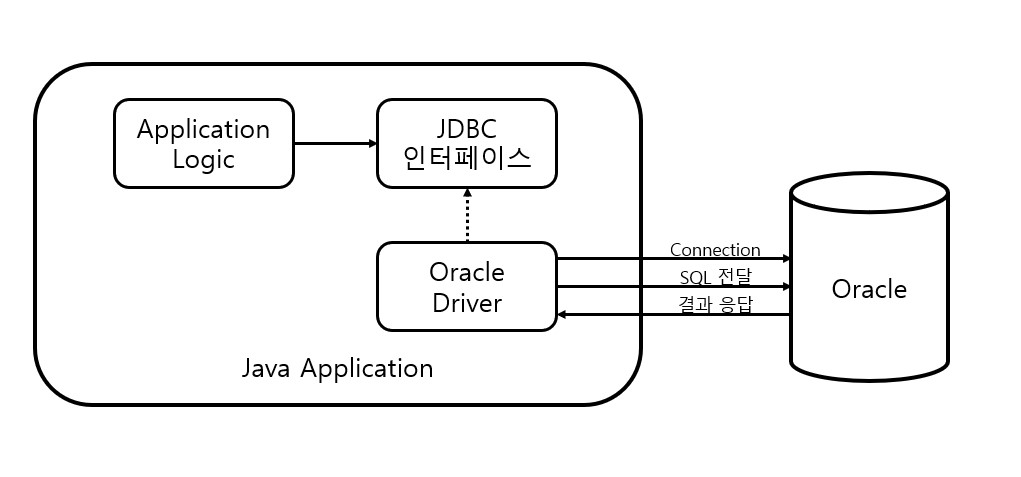 Application
Logic
JDBC
인터페이스
Oracle
Driver
Connection
SQL 전달
결과 응답
Oracle
Java Application